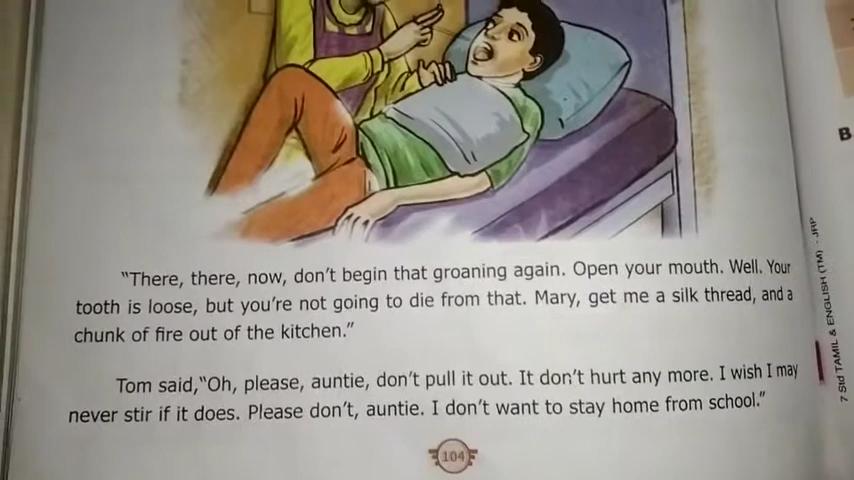 "There, there, now, don't begin that groaning again. Open your mouth. Well. Your
tooth is loose, but you're not going to die from that. Mary, get me a silk thread, and a
chunk of fire out of the kitchen."
Tom said,"Oh, please, auntie, don't pull it out. It don't hurt any more. I wish I may
never stir if it does. Please don't, auntie. I don't want to stay home from school."
104
B
7 Std TAMIL & ENGLISH (TM) - JRP